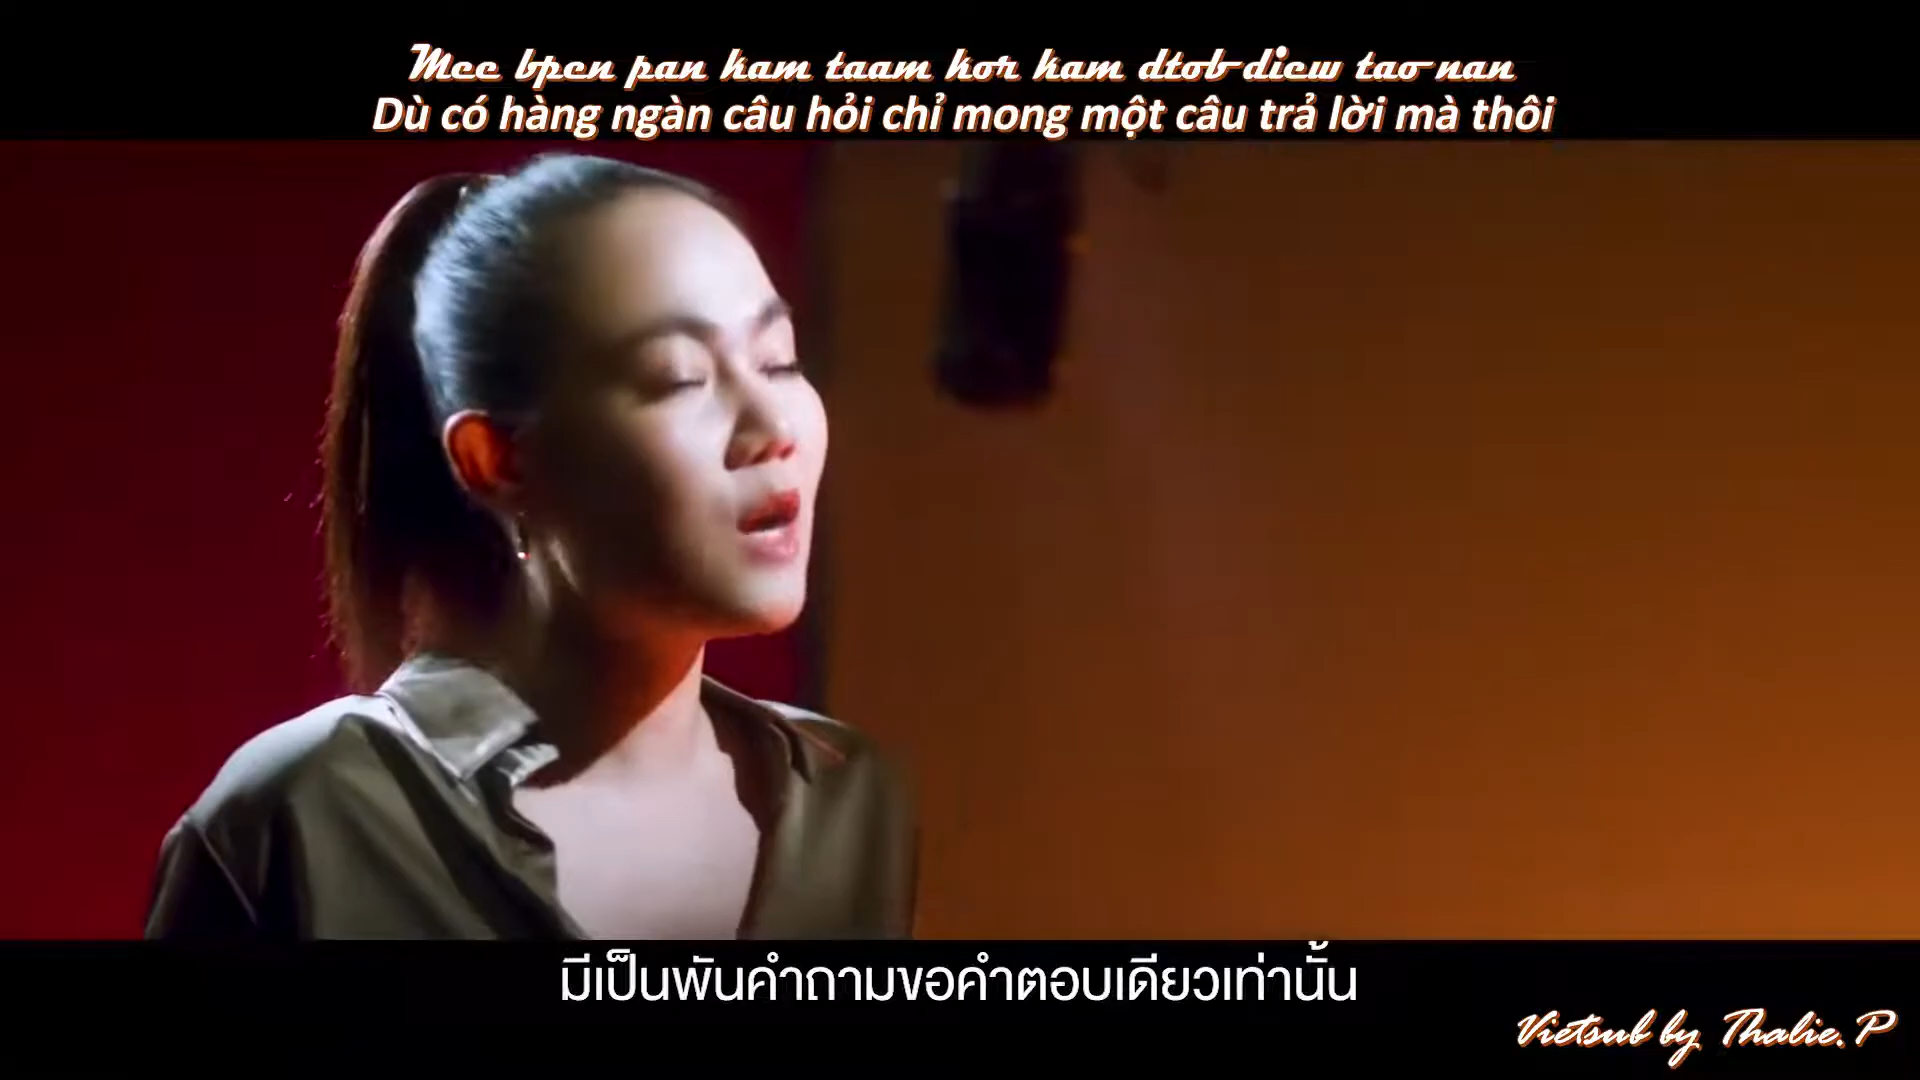 Mee bpen pan kam taam kor kam dtob diew tao nan
Dù có hàng ngàn câu hỏi chỉ mong một câu trả lời mà thôi
มีเป็นพันคำถามขอคำตอบเดียวเท่านั้น
Vietsub by Thalie.P